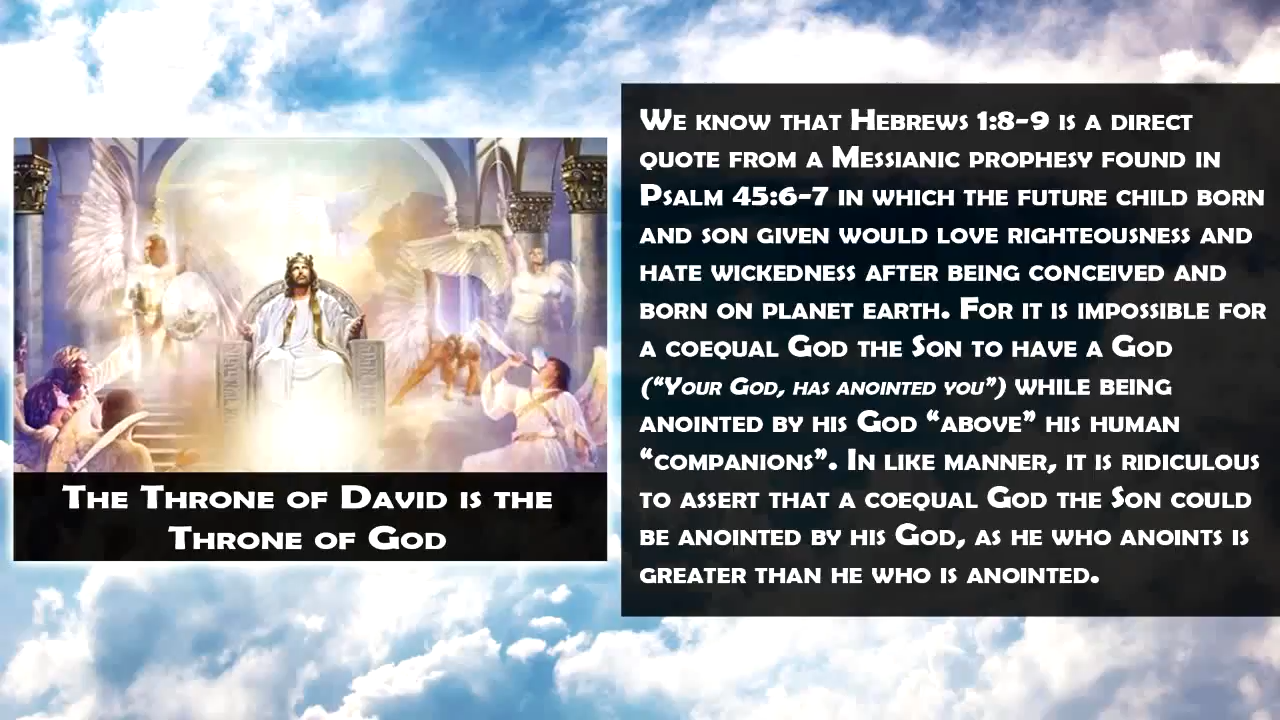 The Throne of David is the
Throne of God
We know that Hebrews 1:8-9 is a direct
quote from a Messianic prophesy found in
Psalm 45:6-7 in which the future child born
and son given would love righteousness and
hate wickedness after being conceived and
born on planet earth. For it is impossible for
a coequal God the Son to have a God
(“Your God, has anointed you”) while being
anointed by his God “above” his human
“companions”. In like manner, it is ridiculous
to assert that a coequal God the Son could
be anointed by his God, as he who anoints is
greater than he who is anointed.